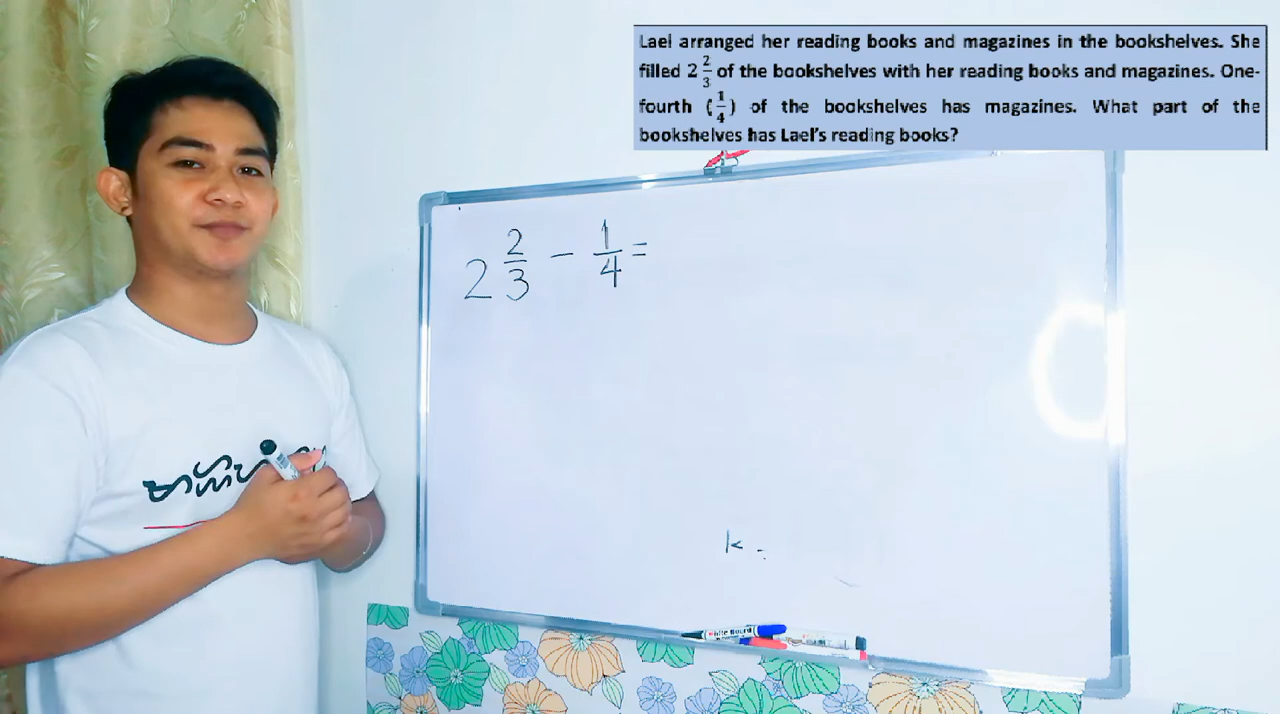 Lael arranged her reading books and magazines in the bookshelves. She
filled 2 2/3 of the bookshelves with her reading books and magazines. One-
fourth (1/4) of the bookshelves has magazines. What part of the
bookshelves has Lael's reading books?
2 2/3 - 1/4 =
k